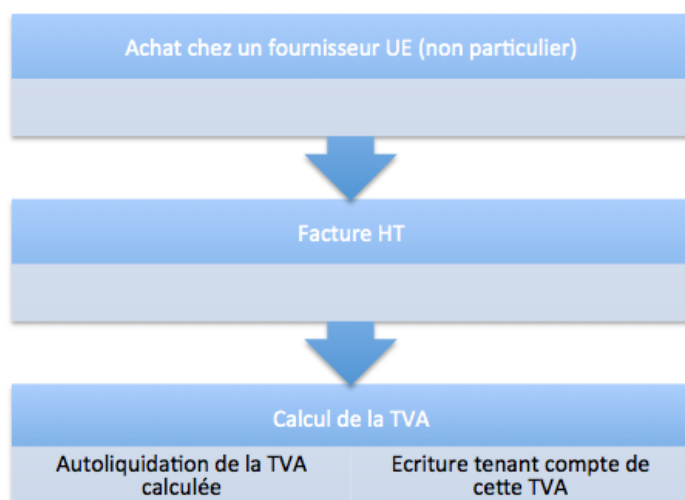 Achat chez un fournisseur UE (non particulier)
Facture HT
Calcul de la TVA
Autoliquidation de la TVA
calculée
Ecriture tenant compte de
cette TVA